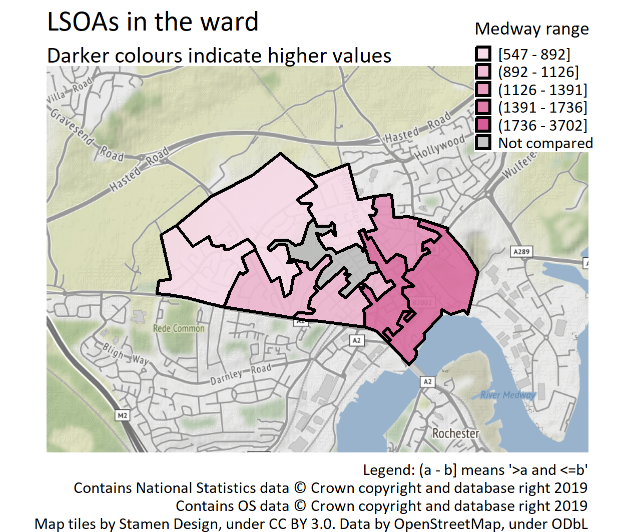 LSOAs in the ward
Darker colours indicate higher values
Medway range
[547 - 892]
(892 - 1126]
(1126 - 1391]
(1391 - 1736]
(1736 - 3702]
Not compared
Villa Road
Gravesend Road
Hasted Road
Hasted Road
Hollywood
Wulfere
A289
Rede Common
A2
A2
Bligh Way
Darnley Road
A2
M2
River Medway
Rochester
Legend: (a - b] means '>a and <=b'
Contains National Statistics data © Crown copyright and database right 2019
Contains OS data © Crown copyright and database right 2019
Map tiles by Stamen Design, under CC BY 3.0. Data by OpenStreetMap, under ODbL